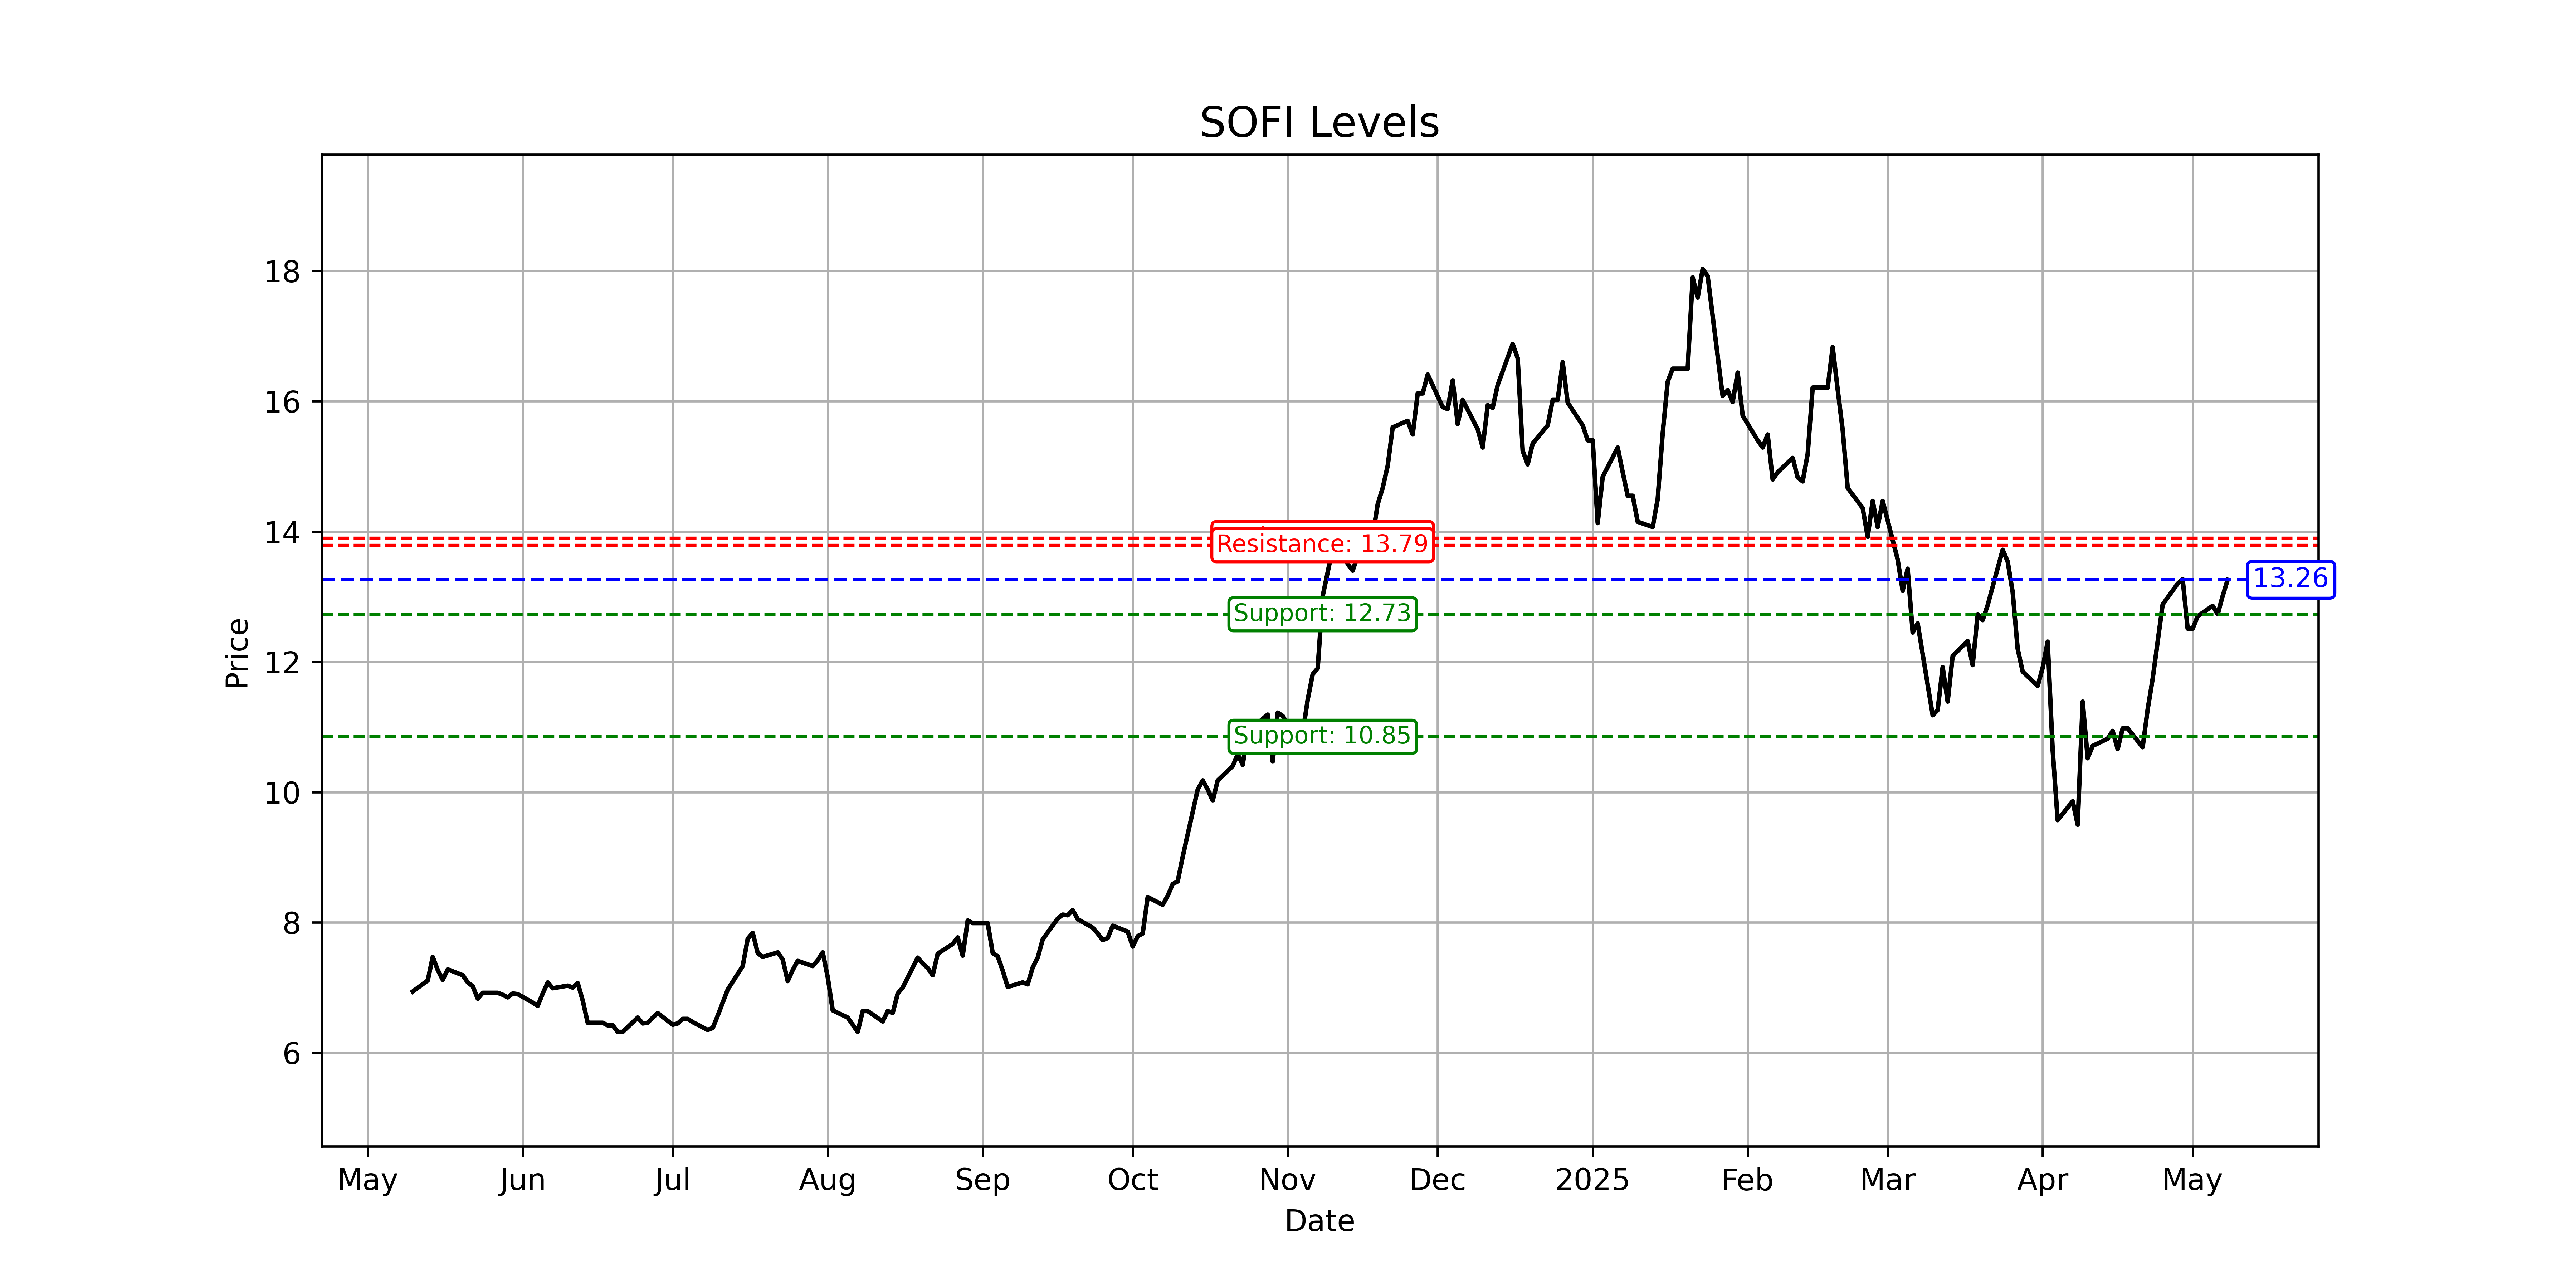 SOFI Levels
18
16
14
12
10
8
6
Price
Resistance: 13.79
13.26
Support: 12.73
Support: 10.85
May
Jun
Jul
Aug
Sep
Oct
Nov
Dec
2025
Feb
Mar
Apr
May
Date